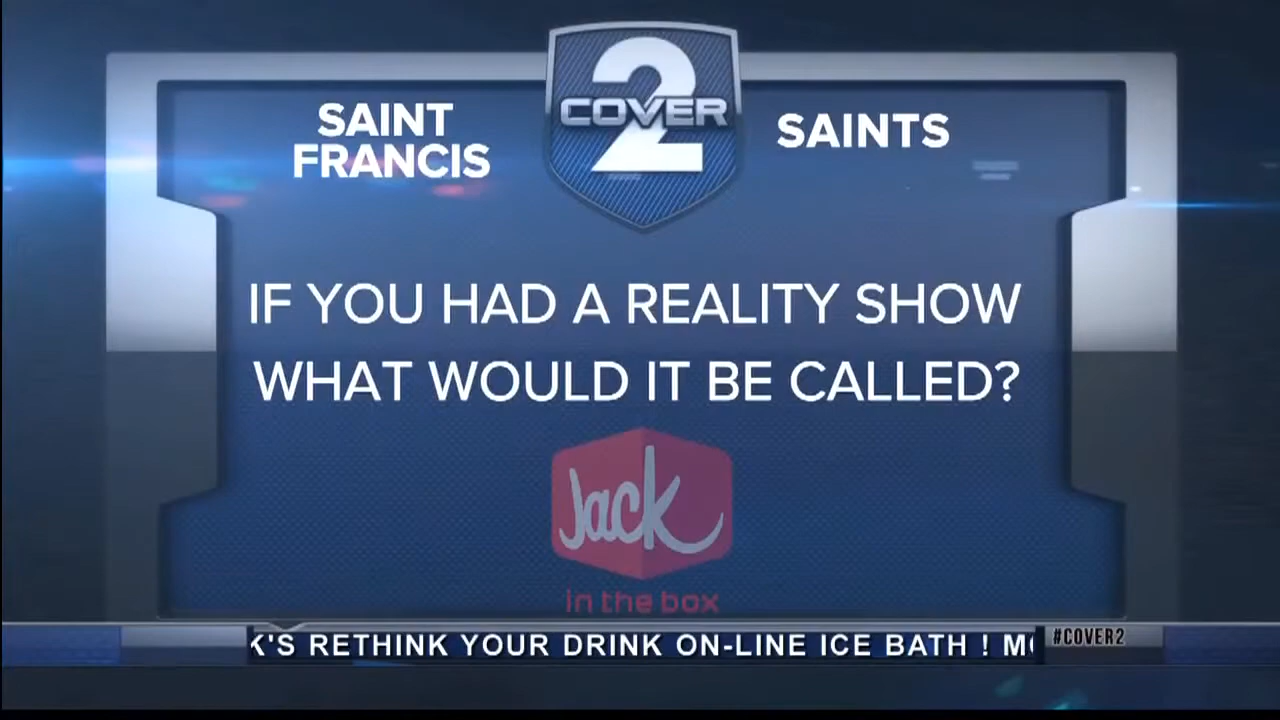 SAINT
FRANCIS
2
COVER
SAINTS
IF YOU HAD A REALITY SHOW
WHAT WOULD IT BE CALLED?
Jack
in the box
K'S RETHINK YOUR DRINK ON-LINE ICE BATH !
#COVER2